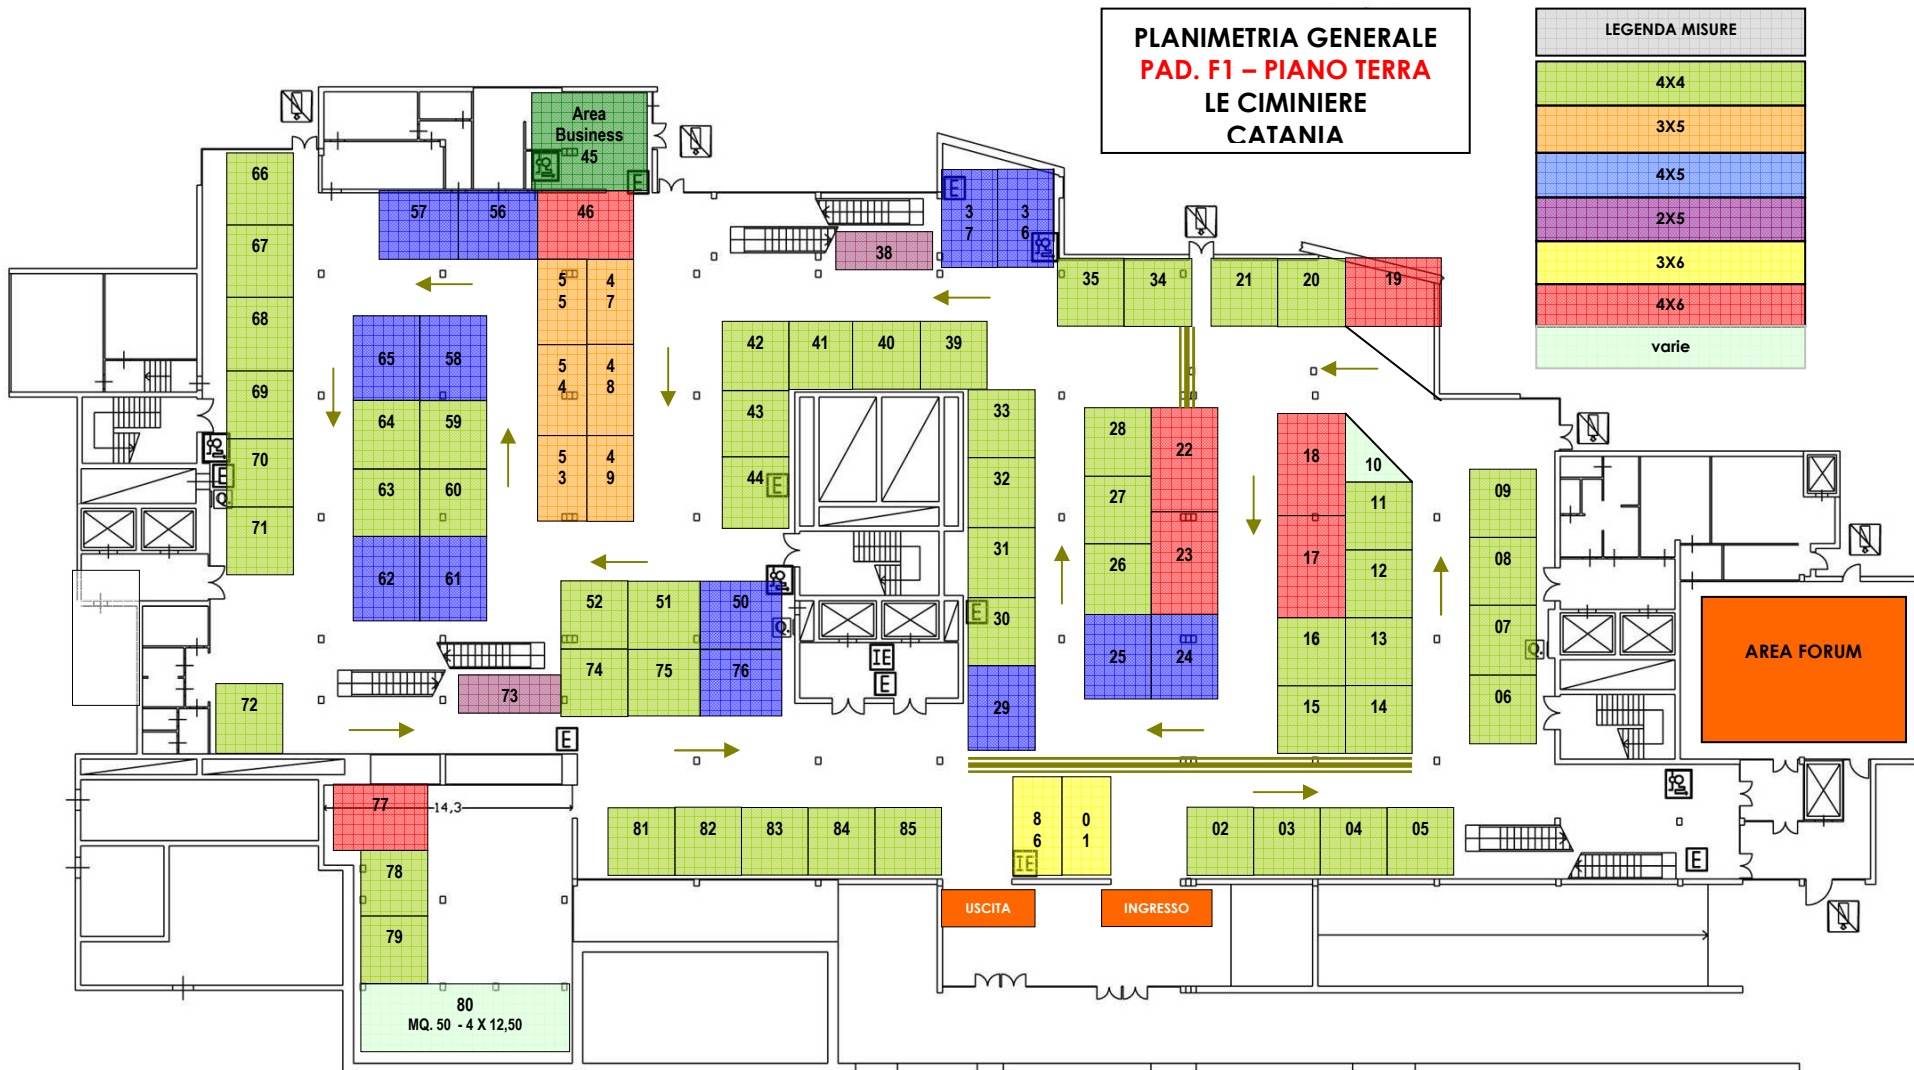 PLANIMETRIA GENERALE
PAD. F1 – PIANO TERRA
LE CIMINIERE
CATANIA
LEGENDA MISURE
4X4
3X5
4X5
2X5
3X6
4X6
varie
Area
Business
45
66
67
68
69
70
71
72
57
56
46
55
47
54
48
53
49
65
58
64
59
63
60
62
61
38
37
36
35
34
21
20
19
42
41
40
39
43
44
33
32
31
30
29
28
27
26
25
22
23
24
18
17
16
15
10
11
12
13
14
09
08
07
06
52
51
50
74
75
76
73
AREA FORUM
77
14,3
78
79
80
MQ. 50 - 4 X 12,50
81
82
83
84
85
86
01
02
03
04
05
USCITA
INGRESSO
E
E
E
E
E
E
E
E
IE
IE
Q.
Q.
Q.